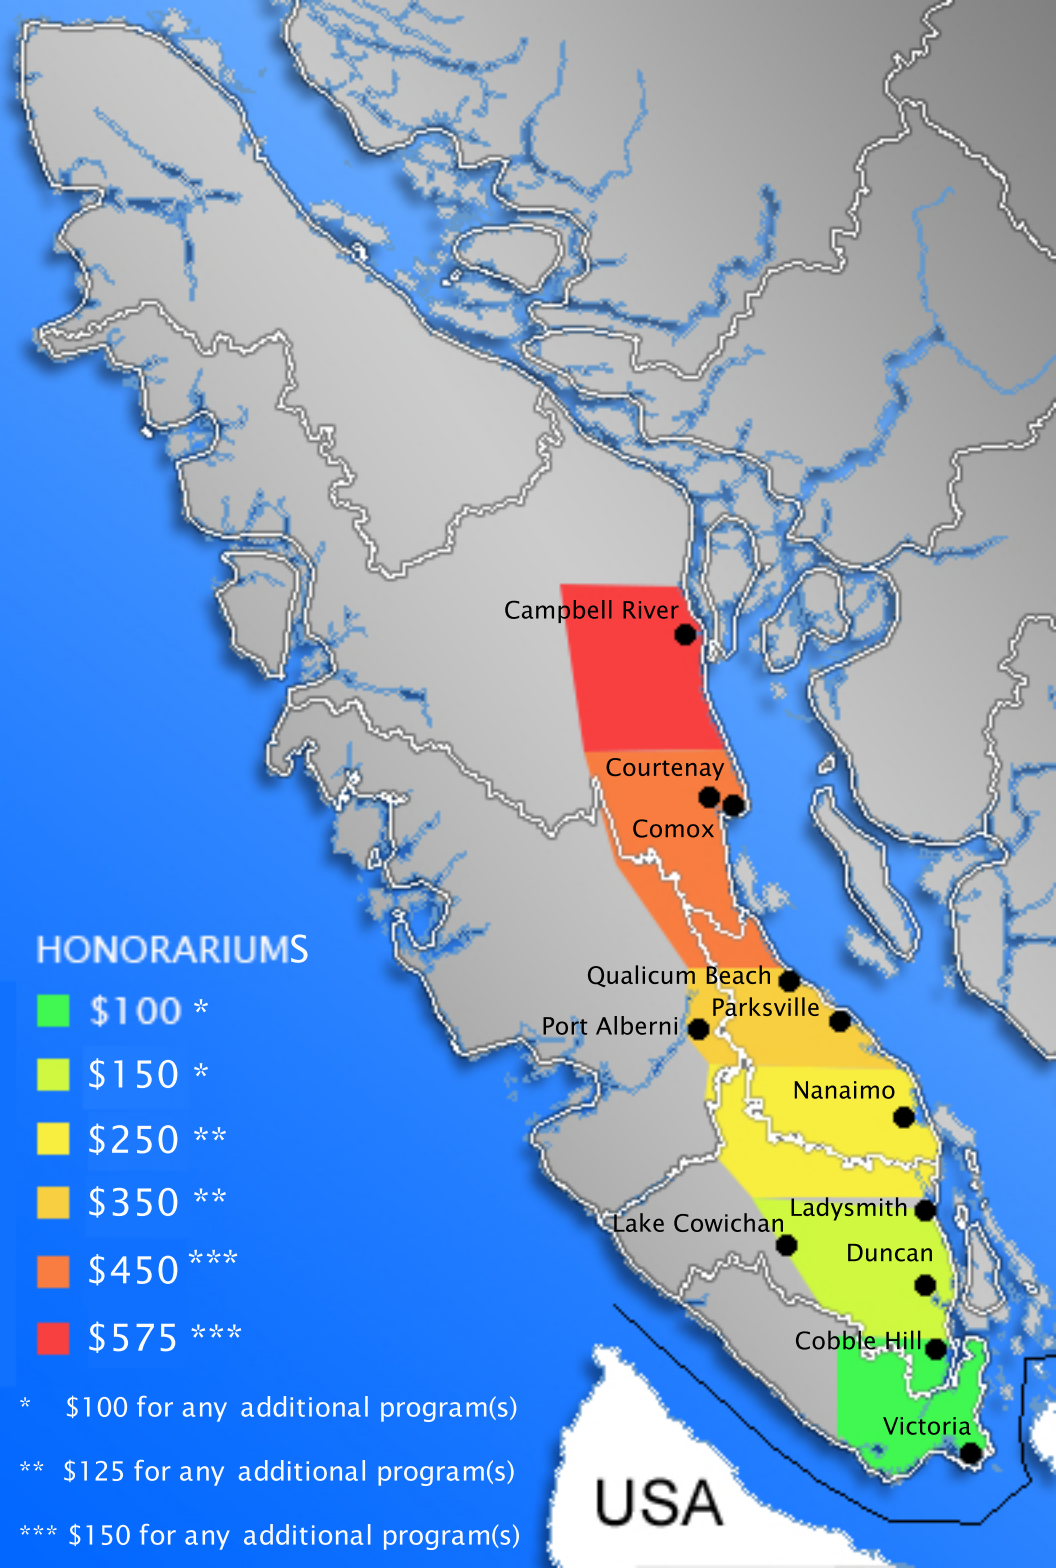 Campbell River
Courtenay
Comox
HONORARIUMS
$100 *
$150 *
$250 **
$350 **
$450 ***
$575 ***
Qualicum Beach
Parksville
Port Alberni
Nanaimo
Ladysmith
Lake Cowichan
Duncan
Cobble Hill
Victoria
* $100 for any additional program(s)
** $125 for any additional program(s)
*** $150 for any additional program(s)
USA